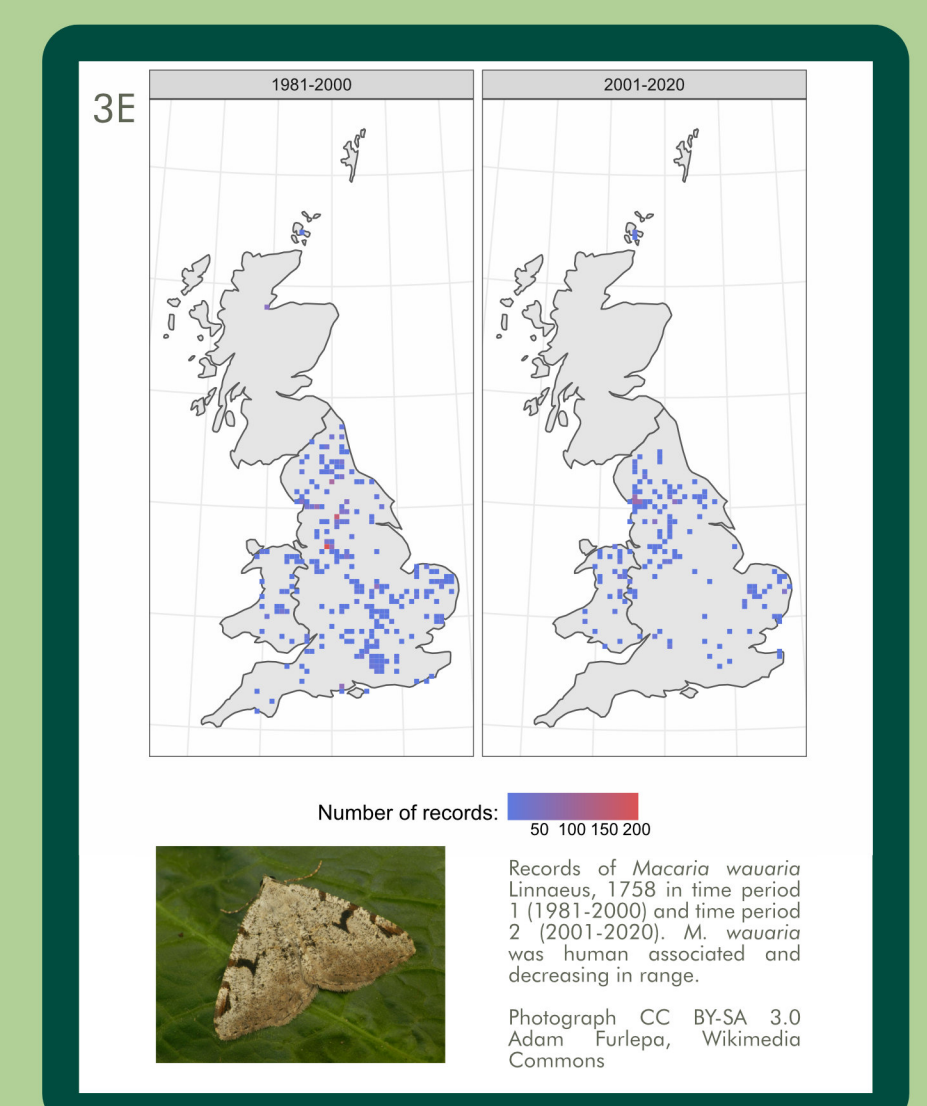 3E
1981-2000
2001-2020
Number of records:
50 100 150 200
Records of Macaria wauaria
Linnaeus, 1758 in time period
1 (1981-2000) and time period
2 (2001-2020). M. wauaria
was human associated and
decreasing in range.
Photograph CC BY-SA 3.0
Adam Furlepa, Wikimedia
Commons